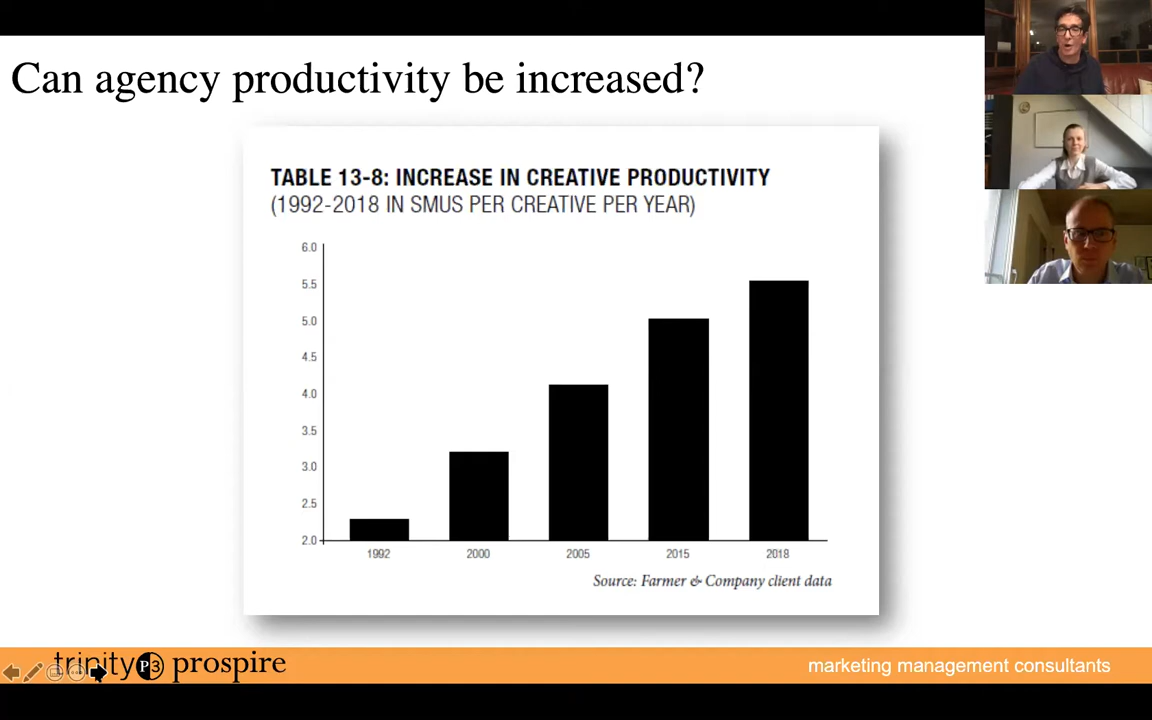 Can agency productivity be increased?
TABLE 13-8: INCREASE IN CREATIVE PRODUCTIVITY
(1992-2018 IN SMUS PER CREATIVE PER YEAR)
6.0
5.5
5.0
4.5
4.0
3.5
3.0
2.5
2.0
1992 2000 2005 2015 2018
Source: Farmer & Company client data
trinity P3 prospire
marketing management consultants